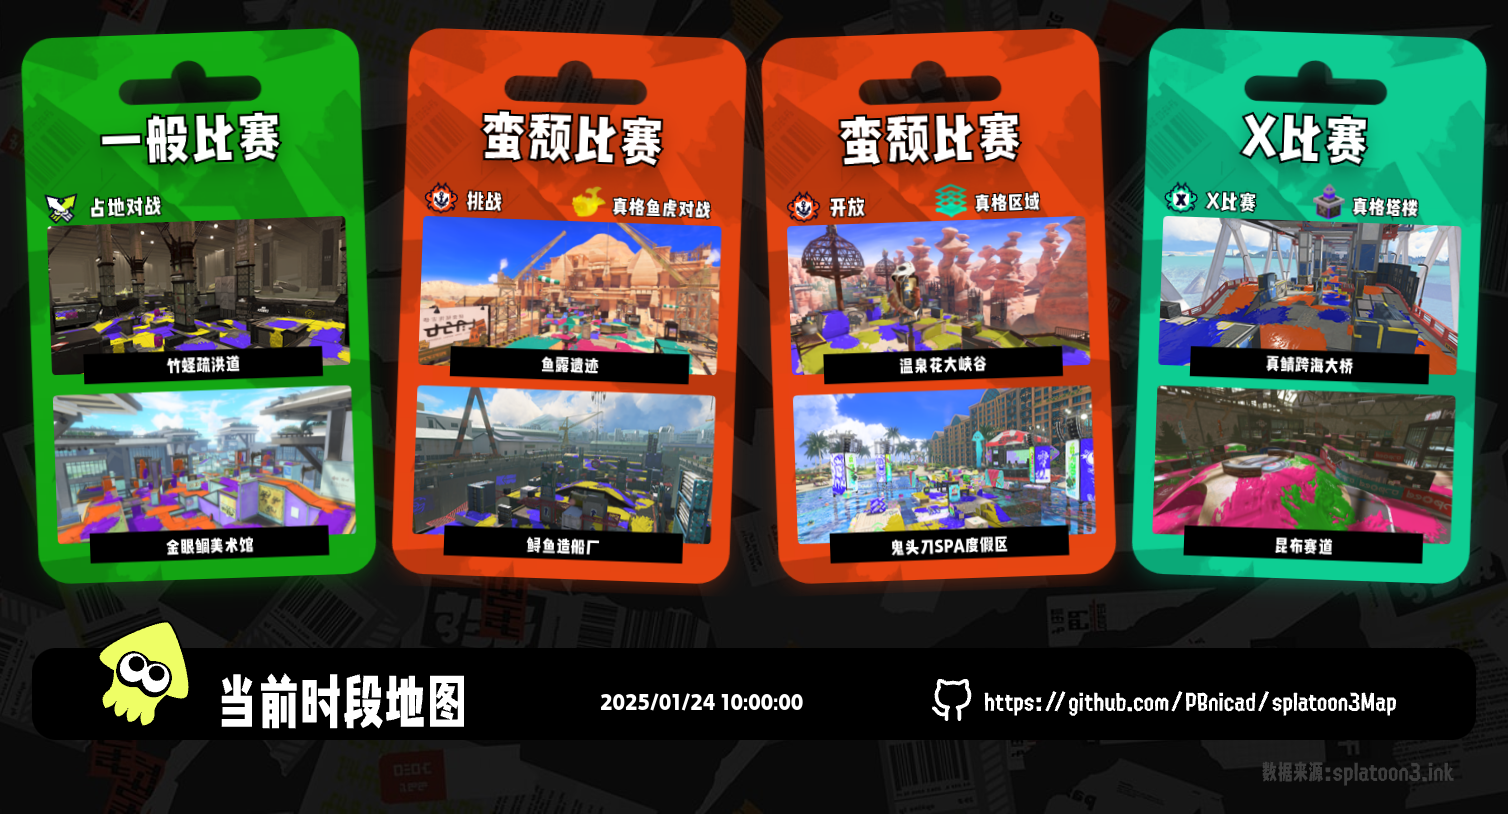 一般比赛
占地对战
竹蛏疏洪道
金眼鲷美术馆
蛮颓比赛
挑战
真格鱼虎对战
鱼露遗迹
鲟鱼造船厂
蛮颓比赛
开放
真格区域
温泉花大峡谷
鬼头刀SPA度假区
X比赛
X比赛
真格塔楼
真鲭跨海大桥
昆布赛道
当前时段地图
2025/01/24 10:00:00
https://github.com/PBnicad/splatoon3Map
数据来源:splatoon3.ink